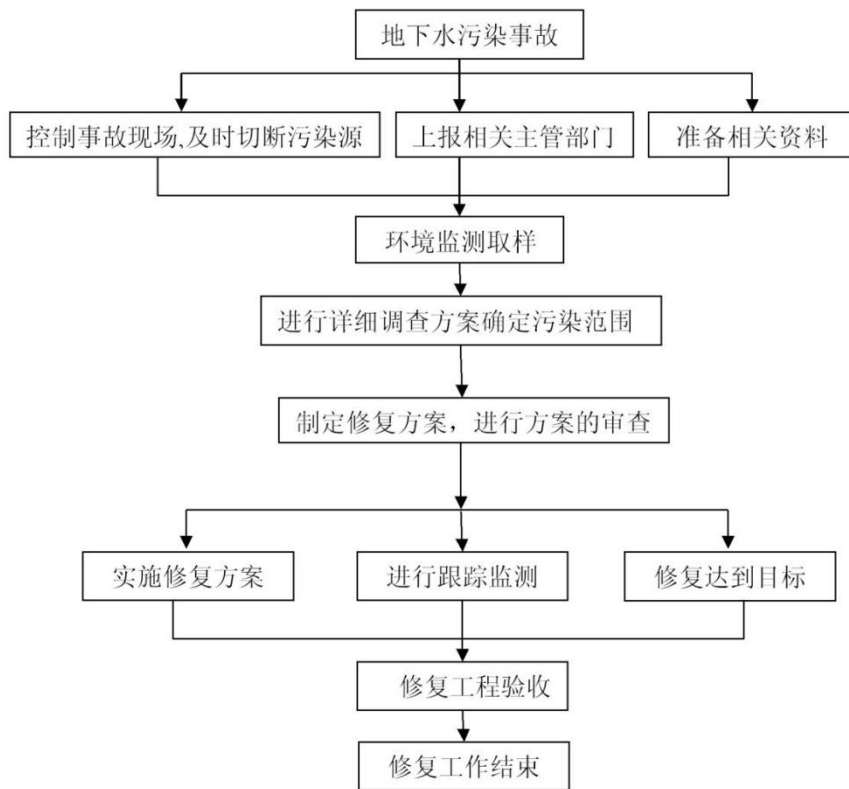 地下水污染事故
控制事故现场,及时切断污染源
上报相关主管部门
准备相关资料
环境监测取样
进行详细调查方案确定污染范围
制定修复方案，进行方案的审查
实施修复方案
进行跟踪监测
修复达到目标
修复工程验收
修复工作结束